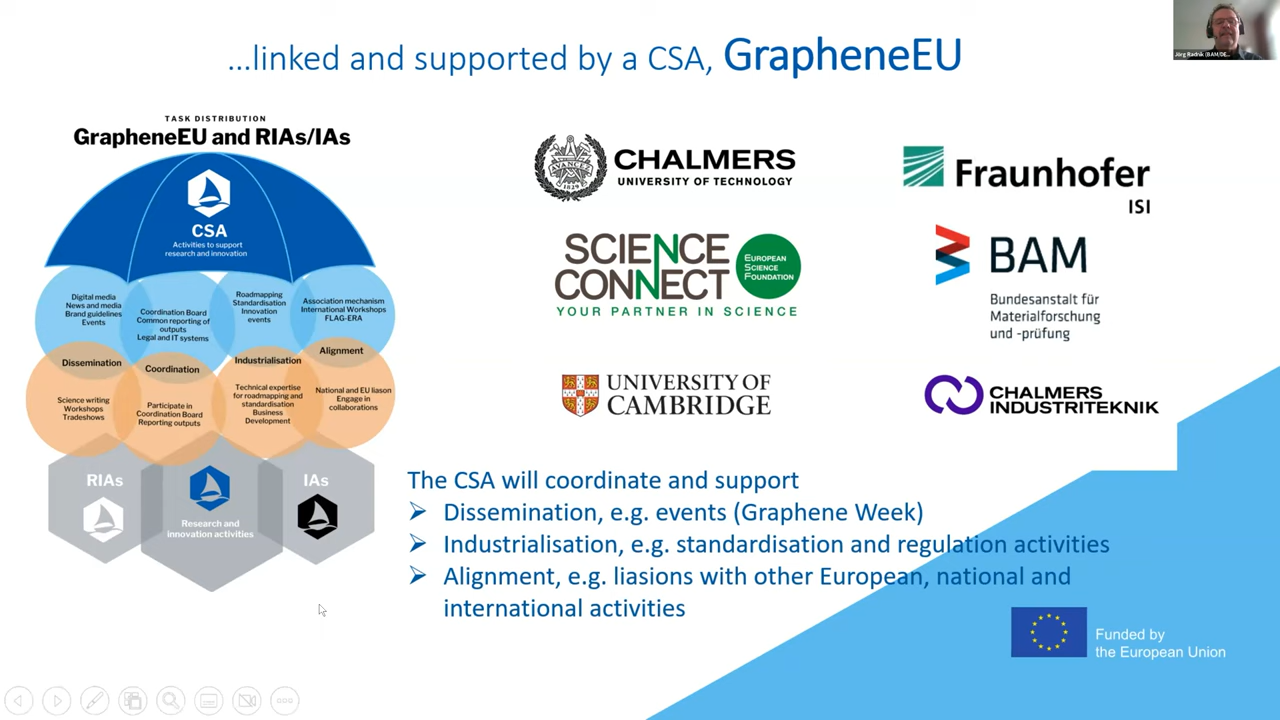 ...linked and supported by a CSA, GrapheneEU
Jörg Radnik (BAM/DE...
TASK DISTRIBUTION
GrapheneEU and RIAs/IAs
CSA
Activities to support
research and innovation
Digital media
News and media
Brand guidelines
Events
Coordination Board
Common reporting of
outputs
Legal and IT systems
Roadmapping
Standardisation
Innovation
events
Association mechanism
International Workshops
FLAG-ERA
Dissemination
Coordination
Industrialisation
Alignment
Science writing
Workshops
Tradeshows
Participate in
Coordination Board
Reporting outputs
Technical expertise
for roadmapping and
standardisation
Business
Development
National and EU liason
Engage in
collaborations
RIAs
Research and
innovation activities
IAs
AVANCEZ
1829
CHALMERS
UNIVERSITY OF TECHNOLOGY
Fraunhofer
ISI
SCIENCE
CONNECT
EUROPEAN
SCIENCE
FOUNDATION
YOUR PARTNER IN SCIENCE
BAM
Bundesanstalt für
Materialforschung
und -prüfung
UNIVERSITY OF
CAMBRIDGE
CHALMERS
INDUSTRITEKNIK
The CSA will coordinate and support
➢ Dissemination, e.g. events (Graphene Week)
➢ Industrialisation, e.g. standardisation and regulation activities
➢ Alignment, e.g. liasions with other European, national and
international activities
Funded by
the European Union